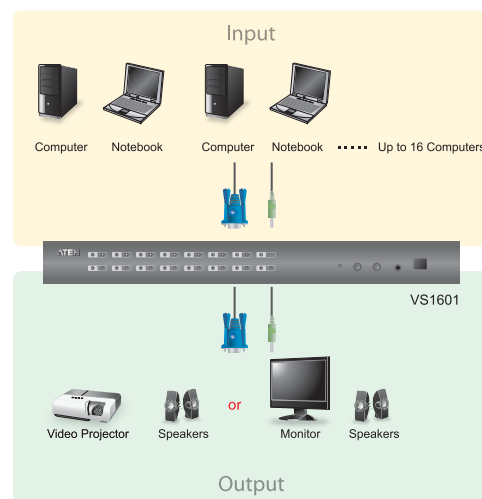 Input
Computer Notebook Computer Notebook ····· Up to 16 Computers
ATEN
VS1601
or
Video Projector Speakers Monitor Speakers
Output